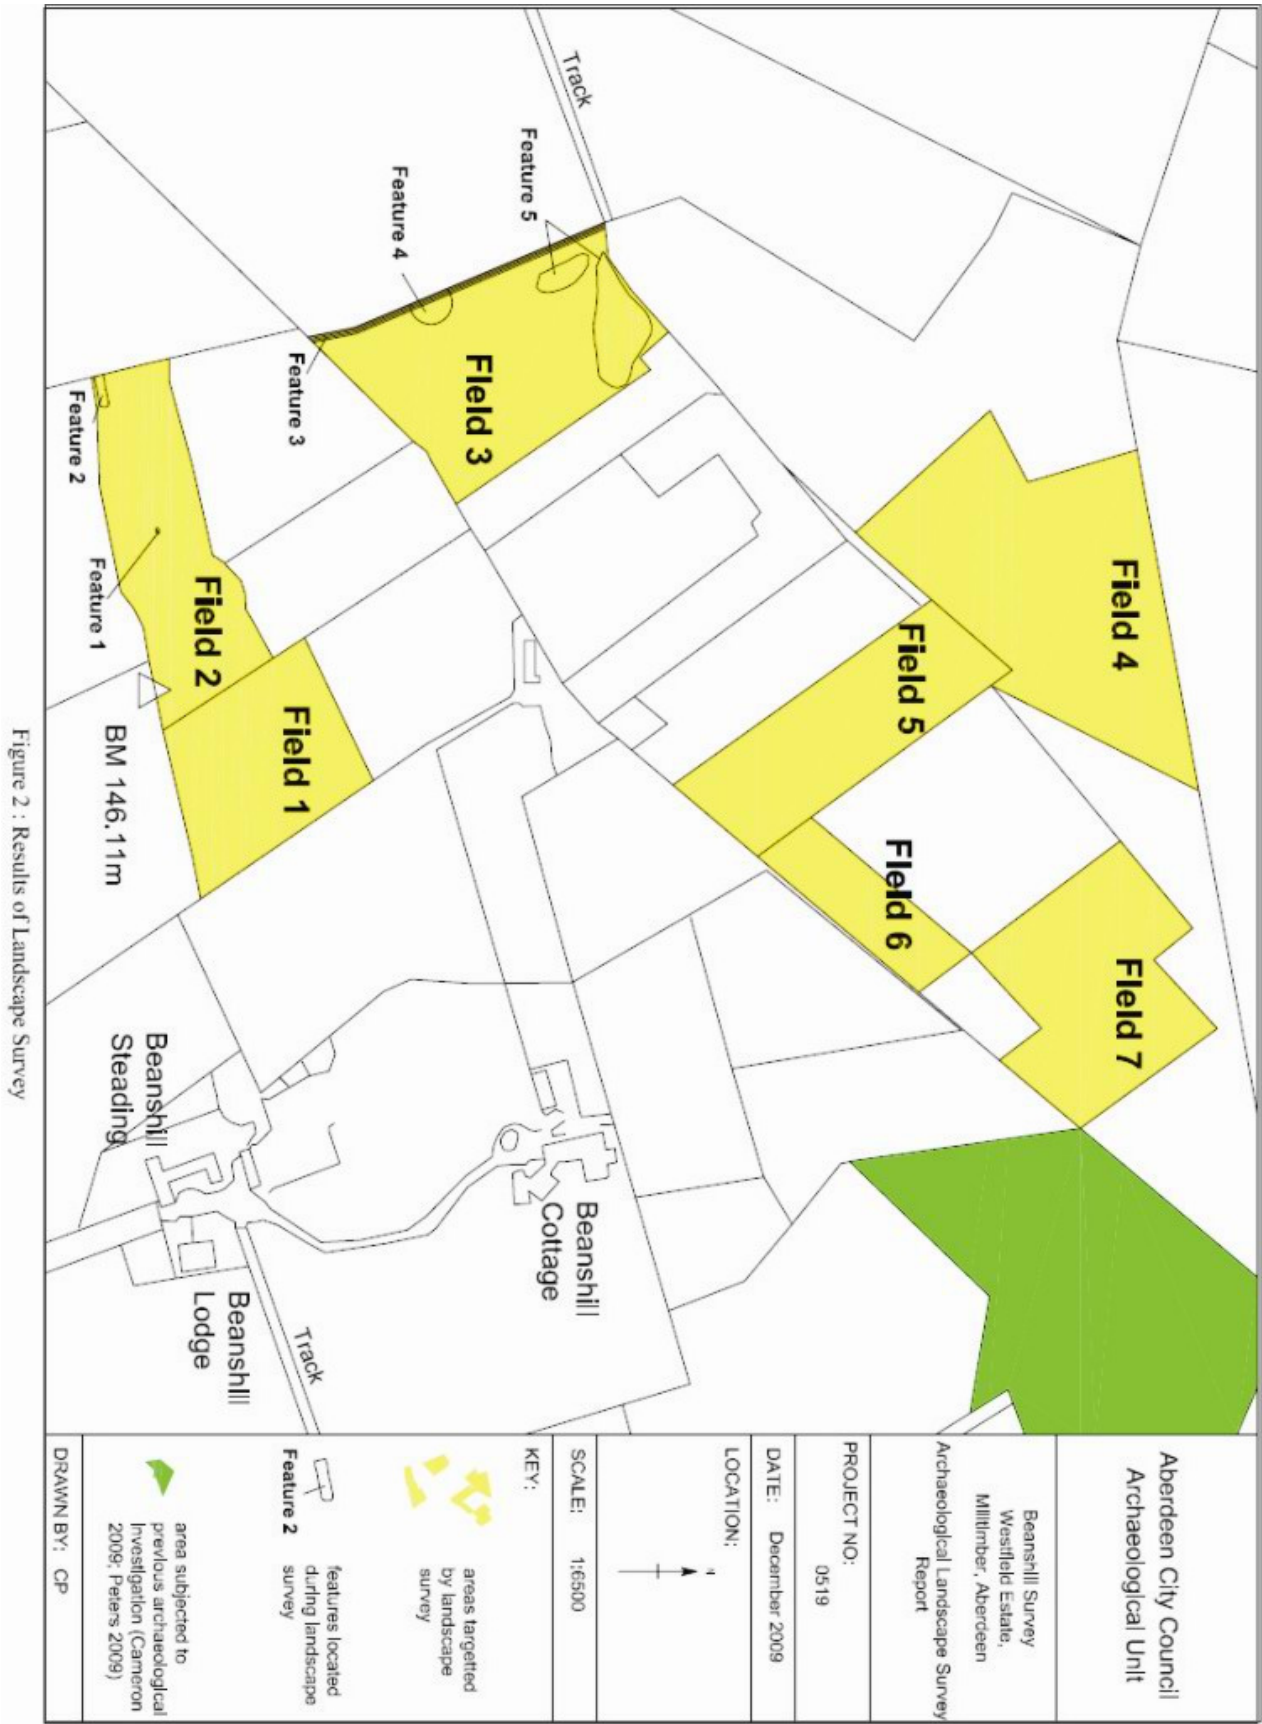 Track
Feature 5
Feature 4
Field 3
Feature 3
Feature 2
Feature 1
Field 2
Field 1
BM 146.11m
Field 4
Field 5
Field 6
Field 7
Beanshill
Steading
Beanshill
Cottage
Beanshill
Lodge
Track
Aberdeen City Council
Archaeological Unit
Beanshill Survey
Westfield Estate,
Milltimber, Aberdeen
Archaeological Landscape Survey
Report
PROJECT NO:
0519
DATE: December 2009
LOCATION:
N
SCALE: 1:6500
KEY:
areas targetted
by landscape
survey
Feature 2
features located
during landscape
survey
area subjected to
previous archaeological
Investigation (Cameron
2009; Peters 2009)
DRAWN BY: CP
Figure 2 : Results of Landscape Survey